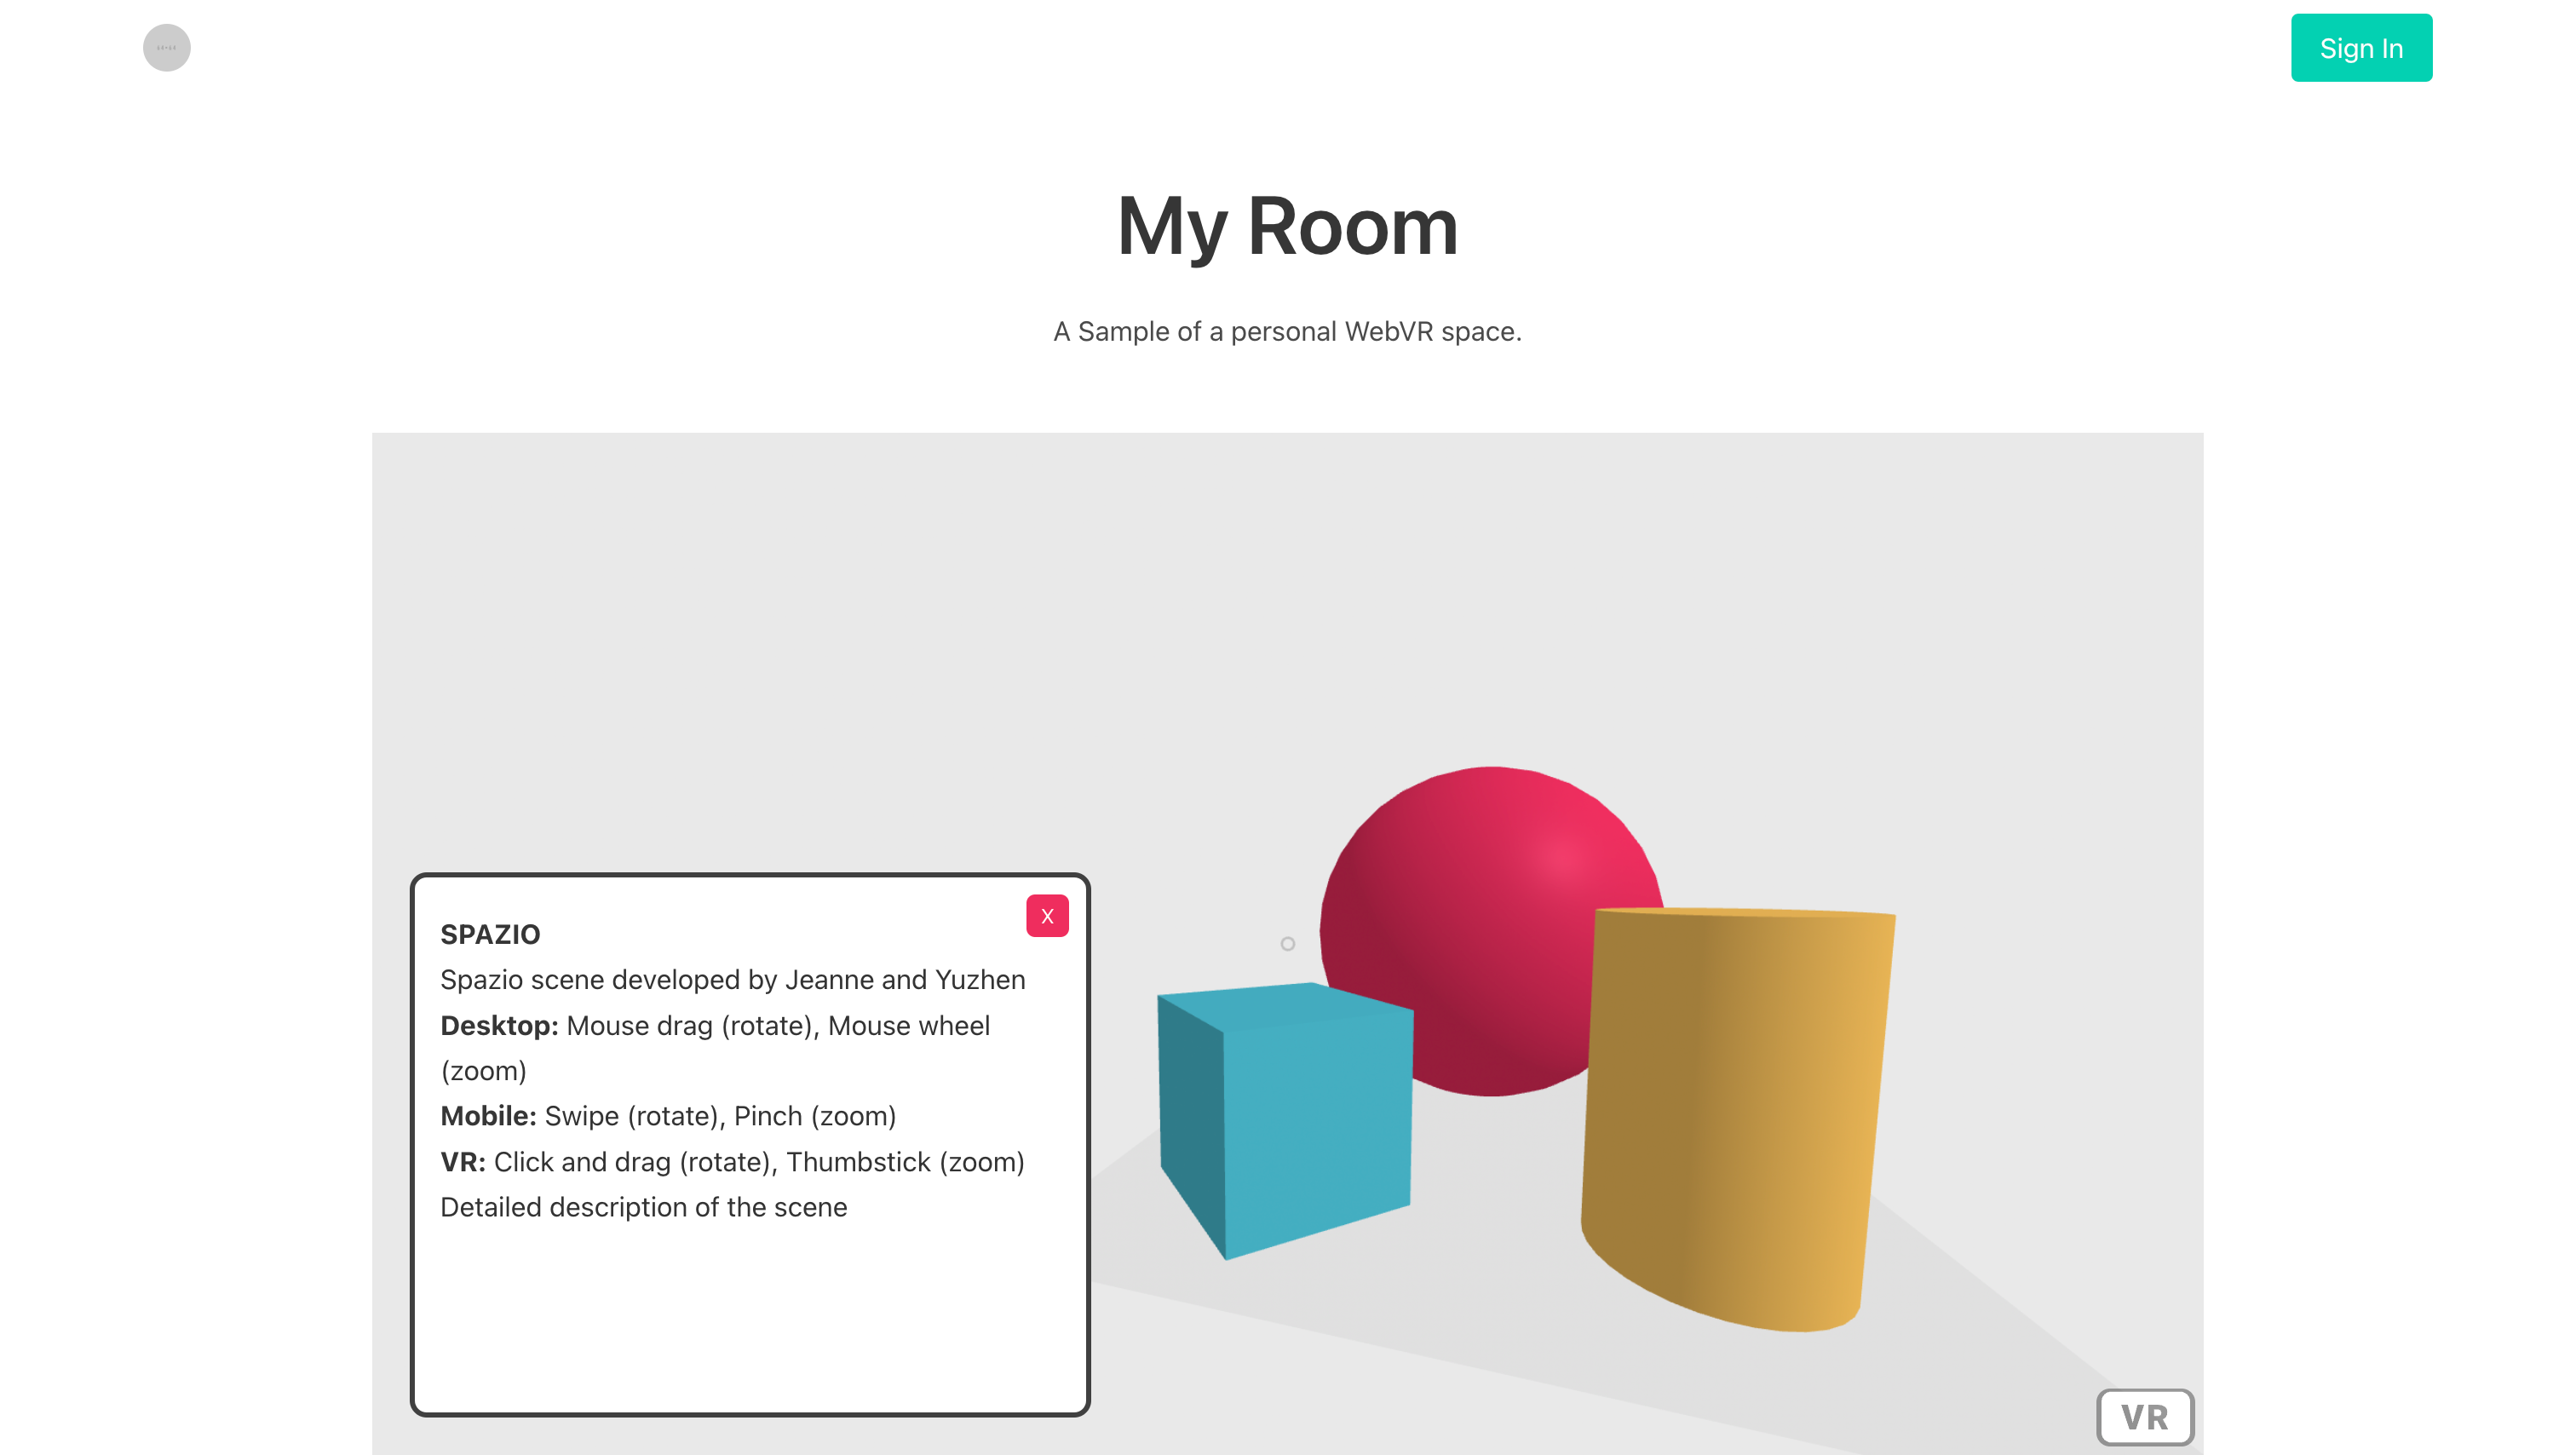 Sign In
My Room
A Sample of a personal WebVR space.
X
SPAZIO
Spazio scene developed by Jeanne and Yuzhen
Desktop: Mouse drag (rotate), Mouse wheel
(zoom)
Mobile: Swipe (rotate), Pinch (zoom)
VR: Click and drag (rotate), Thumbstick (zoom)
Detailed description of the scene
VR